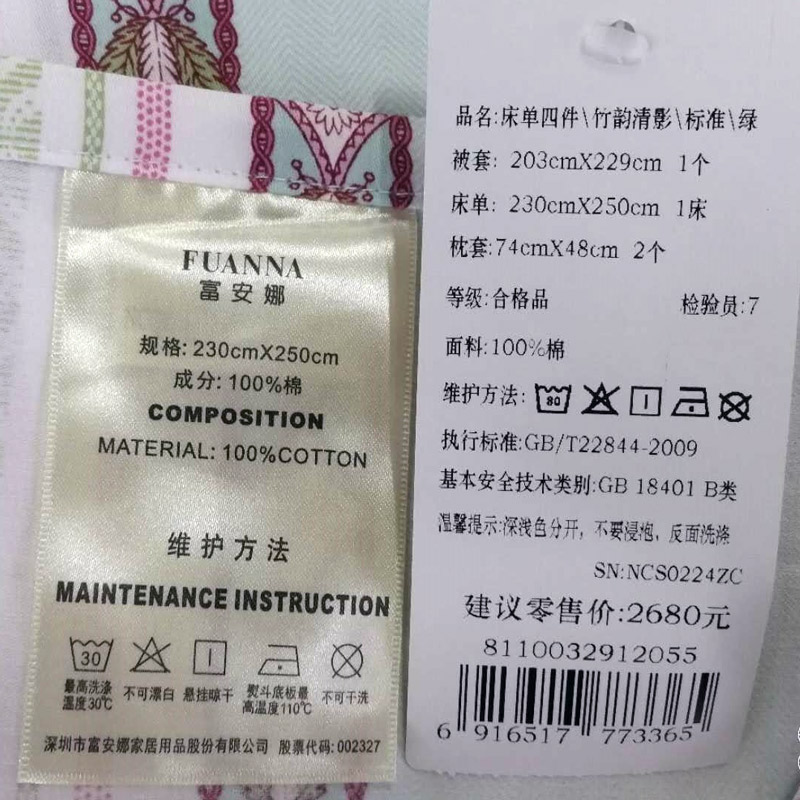 FUANNA
富安娜
规格:230cmX250cm
成分:100%棉
COMPOSITION
MATERIAL:100%COTTON
维护方法
MAINTENANCE INSTRUCTION
30
最高洗涤温度30℃
不可漂白
悬挂晾干
熨斗底板最高温度110℃
不可干洗
深圳市富安娜家居用品股份有限公司 股票代码:002327
品名:床单四件\竹韵清影\标准\绿
被套: 203cmX229cm 1个
床单: 230cmX250cm 1床
枕套:74cmX48cm 2个
等级:合格品 检验员:7
面料:100%棉
维护方法:
执行标准:GB/T22844-2009
基本安全技术类别:GB 18401 B类
温馨提示:深浅色分开，不要浸泡，反面洗涤
SN:NCS0224ZC
建议零售价:2680元
8110032912055
6 916517 773365